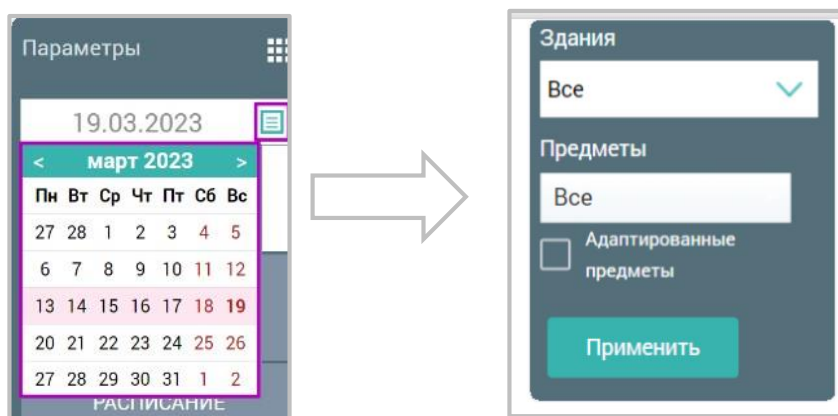 Параметры
19.03.2023
< март 2023 >
Пн Вт Ср Чт Пт Сб Вс
27 28 1 2 3 4 5
6 7 8 9 10 11 12
13 14 15 16 17 18 19
20 21 22 23 24 25 26
27 28 29 30 31 1 2
РАСПИСАНИЕ
Здания
Все
Предметы
Все
Адаптированные
предметы
Применить